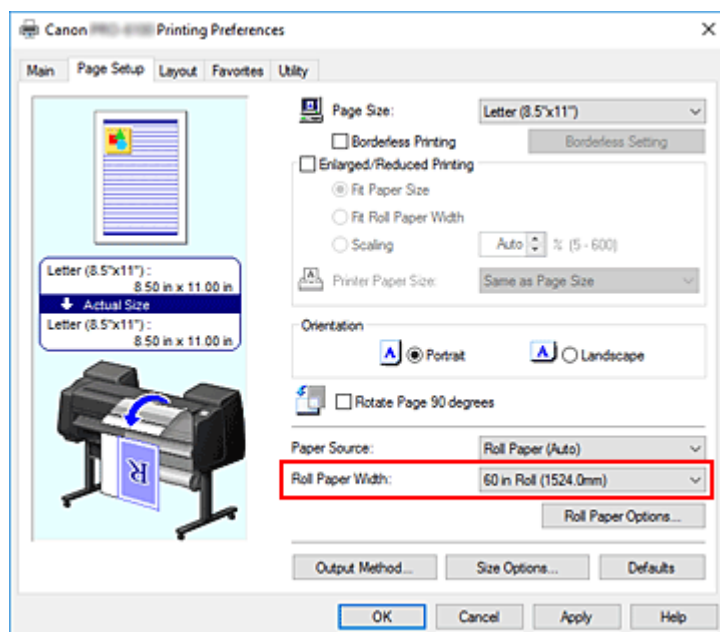 Canon Printing Preferences
Main Page Setup Layout Favorites Utility
Page Size: Letter (8.5"x11")
Borderless Printing Borderless Setting
Enlarged/Reduced Printing
Fit Paper Size
Fit Roll Paper Width
Scaling Auto % (5 - 600)
Printer Paper Size: Same as Page Size
Letter (8.5"x11") :
8.50 in x 11.00 in
Actual Size
Letter (8.5"x11") :
8.50 in x 11.00 in
Orientation
A Portrait A Landscape
Rotate Page 90 degrees
Paper Source: Roll Paper (Auto)
Roll Paper Width: 60 in Roll (1524.0mm)
R
Roll Paper Options...
Output Method... Size Options... Defaults
OK Cancel Apply Help